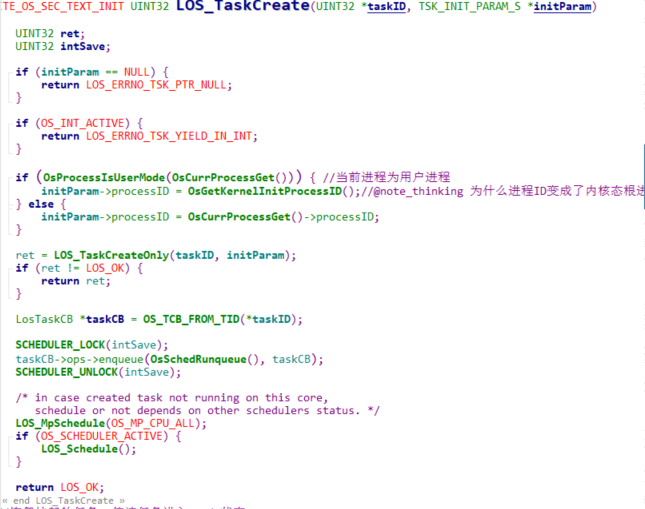 TE_OS_SEC_TEXT_INIT UINT32 LOS_TaskCreate(UINT32 *taskID, TSK_INIT_PARAM_S *initParam)
UINT32 ret;
UINT32 intSave;
if (initParam == NULL) {
return LOS_ERRNO_TSK_PTR_NULL;
}
if (OS_INT_ACTIVE) {
return LOS_ERRNO_TSK_YIELD_IN_INT;
}
if (OsProcessIsUserMode(OsCurrProcessGet())) { //当前进程为用户进程
initParam->processID = OsGetKernelInitProcessID();//@note_thinking 为什么进程ID变成了内核态根进
} else {
initParam->processID = OsCurrProcessGet()->processID;
}
ret = LOS_TaskCreateOnly(taskID, initParam);
if (ret != LOS_OK) {
return ret;
}
LosTaskCB *taskCB = OS_TCB_FROM_TID(*taskID);
SCHEDULER_LOCK(intSave);
taskCB->ops->enqueue(OsSchedRunqueue(), taskCB);
SCHEDULER_UNLOCK(intSave);
/* in case created task not running on this core,
schedule or not depends on other schedulers status. */
LOS_MpSchedule(OS_MP_CPU_ALL);
if (OS_SCHEDULER_ACTIVE) {
LOS_Schedule();
}
return LOS_OK;
« end LOS_TaskCreate »